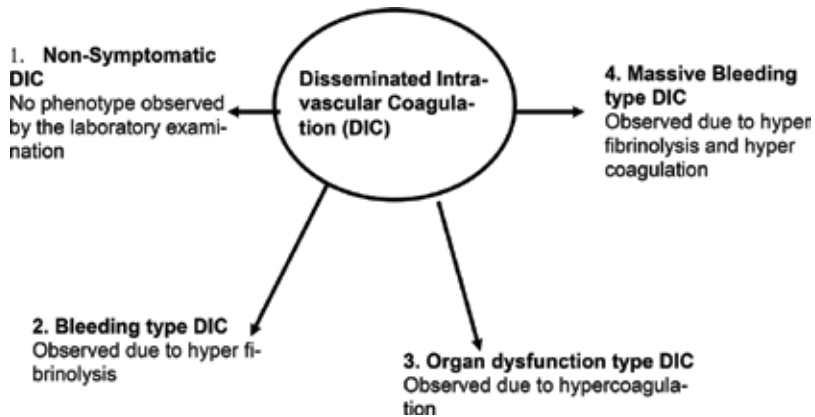 1. Non-Symptomatic
DIC
No phenotype observed
by the laboratory exami-
nation
Disseminated Intra-
vascular Coagula-
tion (DIC)
4. Massive Bleeding
type DIC
Observed due to hyper
fibrinolysis and hyper
coagulation
2. Bleeding type DIC
Observed due to hyper fi-
brinolysis
3. Organ dysfunction type DIC
Observed due to hypercoagula-
tion